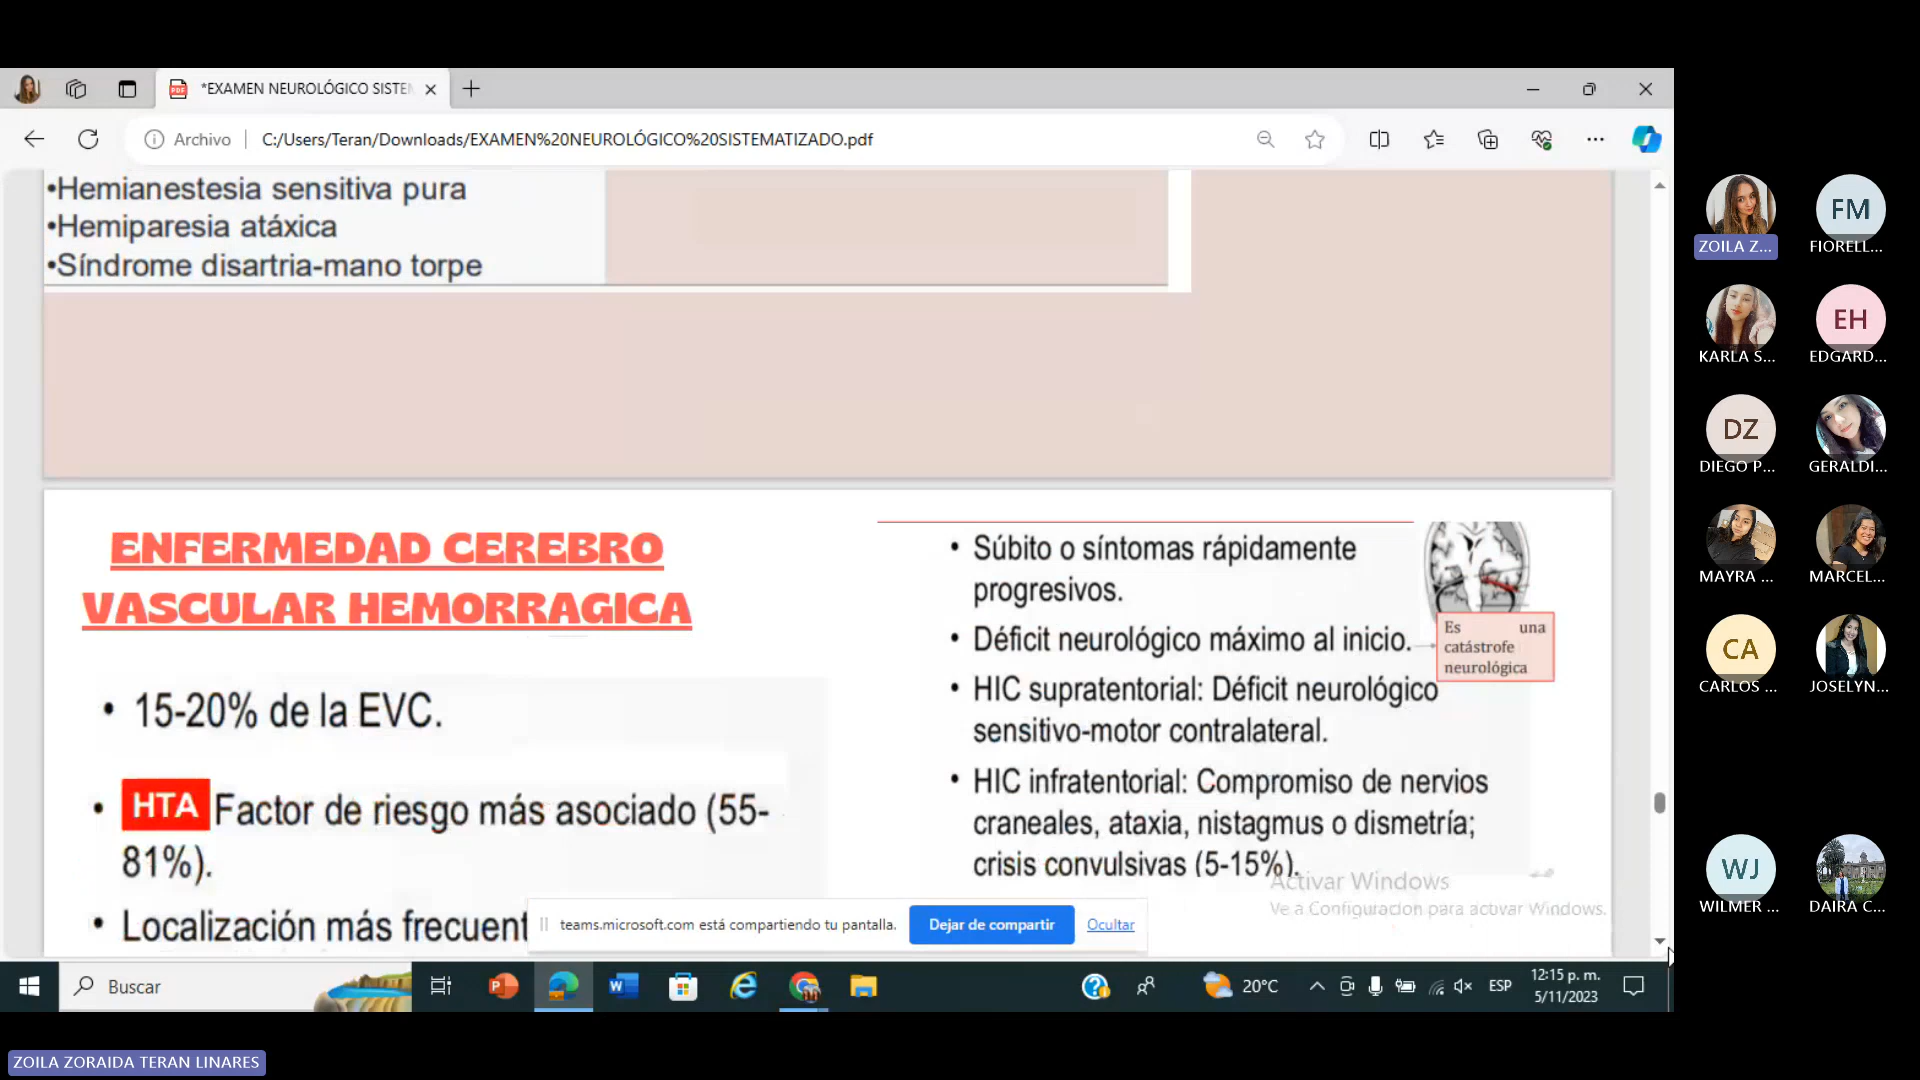 *EXAMEN NEUROLÓGICO SISTEM
Archivo
C:/Users/Teran/Downloads/EXAMEN%20NEUROLÓGICO%20SISTEMATIZADO.pdf
•Hemianestesia sensitiva pura
•Hemiparesia atáxica
•Síndrome disartria-mano torpe
ENFERMEDAD CEREBRO
VASCULAR HEMORRAGICA
• 15-20% de la EVC.
• HTA Factor de riesgo más asociado (55-
81%).
• Localización más frecuent
• Súbito o síntomas rápidamente
progresivos.
• Déficit neurológico máximo al inicio.
Es una
catástrofe
neurológica
• HIC supratentorial: Déficit neurológico
sensitivo-motor contralateral.
• HIC infratentorial: Compromiso de nervios
craneales, ataxia, nistagmus o dismetría;
crisis convulsivas (5-15%).
Activar Windows
Ve a Configuración para activar Windows.
teams.microsoft.com está compartiendo tu pantalla.
Dejar de compartir
Ocultar
Buscar
20°C
ESP
12:15 p. m.
5/11/2023
ZOILA Z...
FM
FIORELL...
KARLA S...
EH
EDGARD...
DZ
DIEGO P...
GERALDI...
MAYRA ...
MARCEL...
CA
CARLOS ...
JOSELYN...
WJ
WILMER ...
DAIRA C...
ZOILA ZORAIDA TERAN LINARES